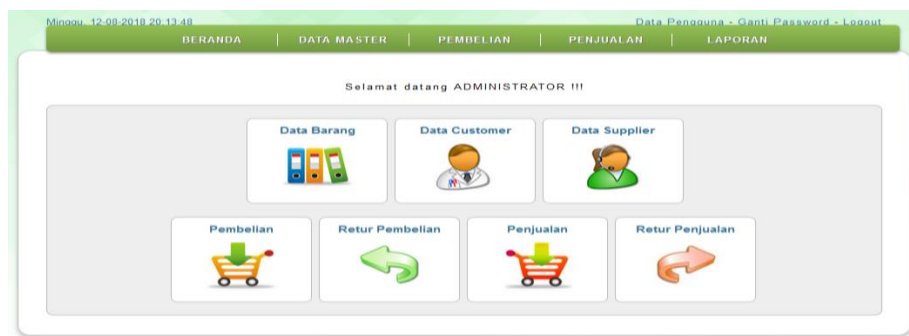 Minggu, 12-08-2018 20:13:48 Data Pengguna - Ganti Password - Logout
BERANDA | DATA MASTER | PEMBELIAN | PENJUALAN | LAPORAN
Selamat datang ADMINISTRATOR !!!
Data Barang Data Customer Data Supplier
Pembelian Retur Pembelian Penjualan Retur Penjualan